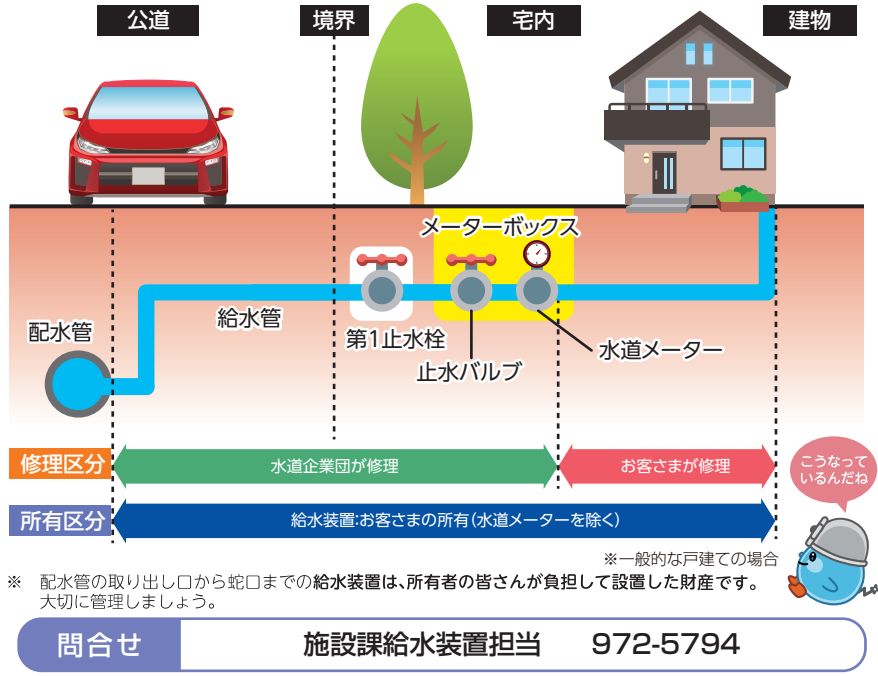 公道
境界
宅内
建物
メーターボックス
配水管
給水管
第1止水栓
止水バルブ
水道メーター
修理区分
水道企業団が修理
お客さまが修理
こうなって
いるんだね
所有区分
給水装置:お客さまの所有(水道メーターを除く)
※一般的な戸建ての場合
※ 配水管の取り出し口から蛇口までの給水装置は、所有者の皆さんが負担して設置した財産です。
大切に管理しましょう。
問合せ 施設課給水装置担当 972-5794